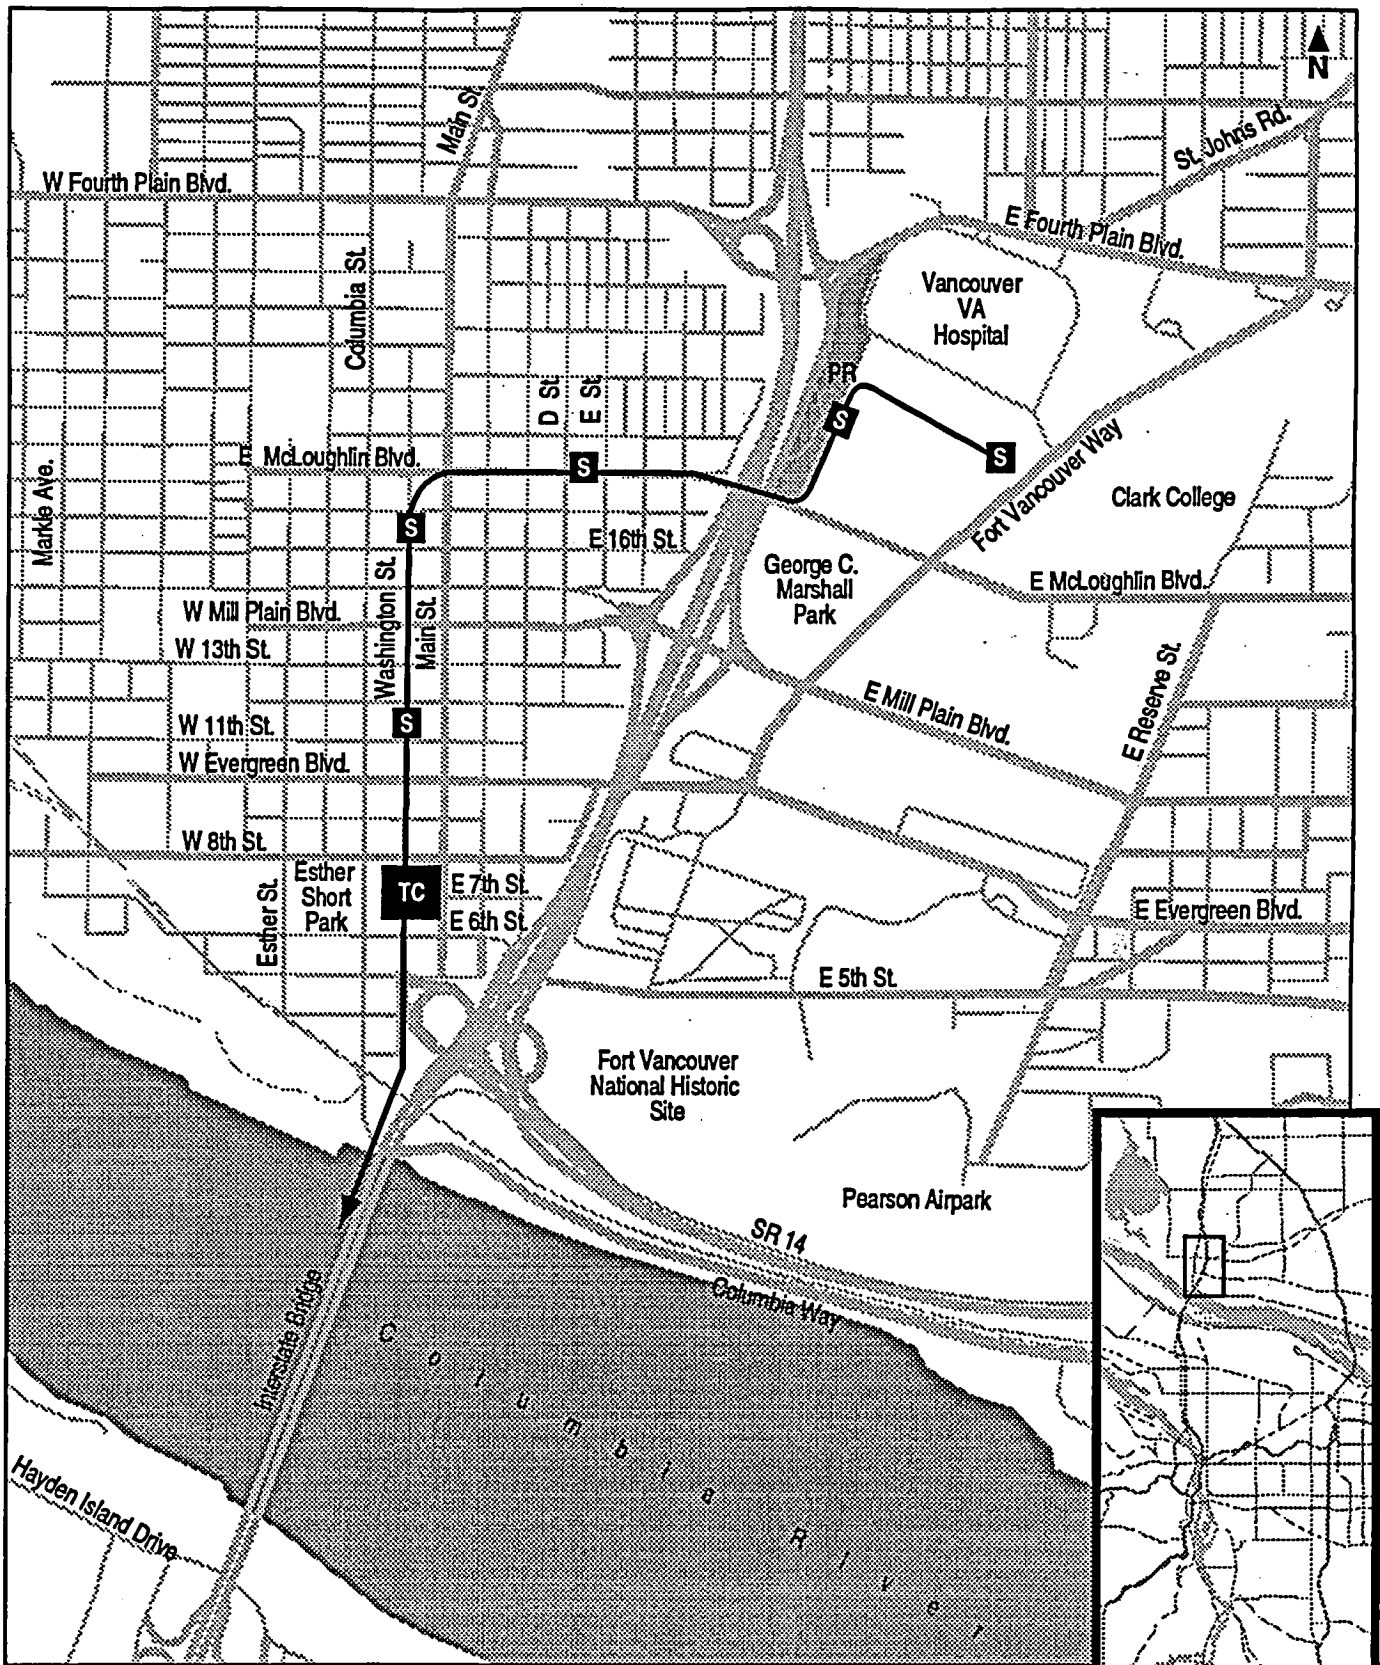 N
Main St.
St. Johns Rd.
W Fourth Plain Blvd.
E Fourth Plain Blvd.
Columbia St.
Vancouver
VA
Hospital
PR
D St.
E St.
S
S
S
E McLoughlin Blvd.
Markle Ave.
Fort Vancouver Way
Clark College
S
E 16th St.
George C.
Marshall
Park
E McLoughlin Blvd.
W Mill Plain Blvd.
Washington St.
Main St.
W 13th St.
E Reserve St.
E Mill Plain Blvd.
W 11th St.
S
W Evergreen Blvd.
W 8th St.
Esther St.
Esther
Short
Park
TC
E 7th St.
E 6th St.
E Evergreen Blvd.
E 5th St.
Fort Vancouver
National Historic
Site
Pearson Airpark
SR 14
Columbia Way
Interstate Bridge
Columbia River
Hayden Island Drive